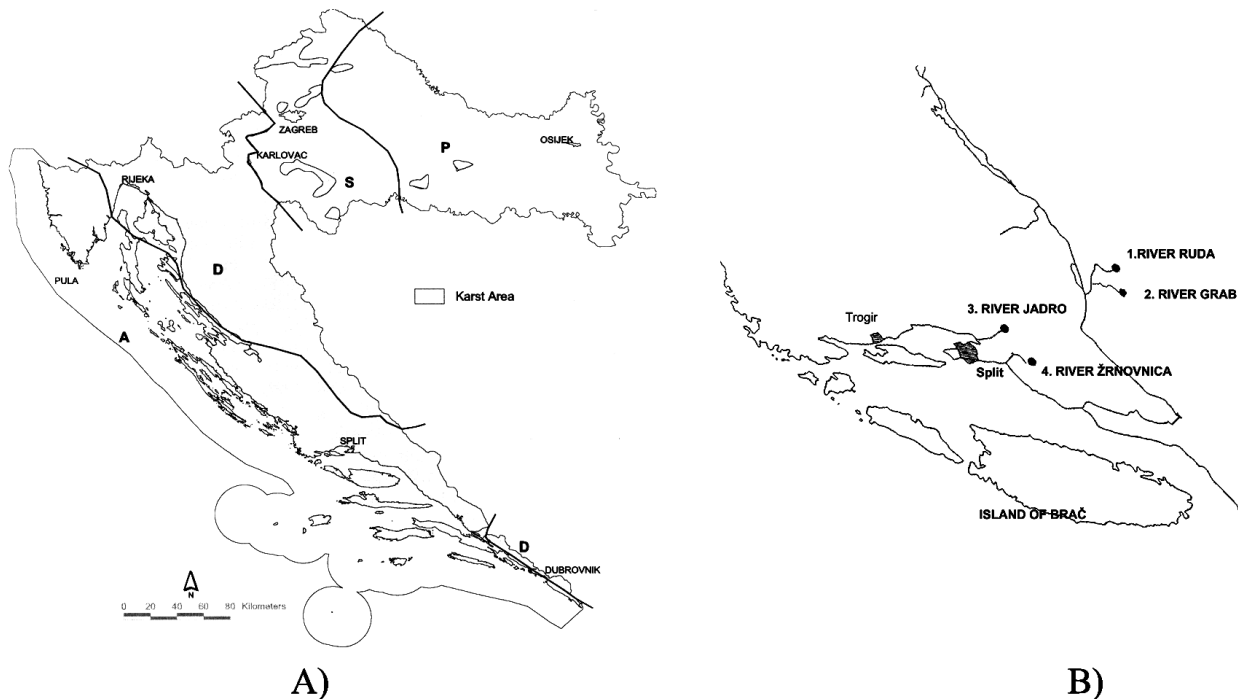 ZAGREB
KARLOVAC
OSIJEK
P
S
RIJEKA
PULA
D
A
Karst Area
SPLIT
D
DUBROVNIK
N
0 20 40 60 80 Kilometers
A)
1.RIVER RUDA
2. RIVER GRAB
3. RIVER JADRO
Trogir
Split
4. RIVER ŽRNOVNICA
ISLAND OF BRAČ
B)